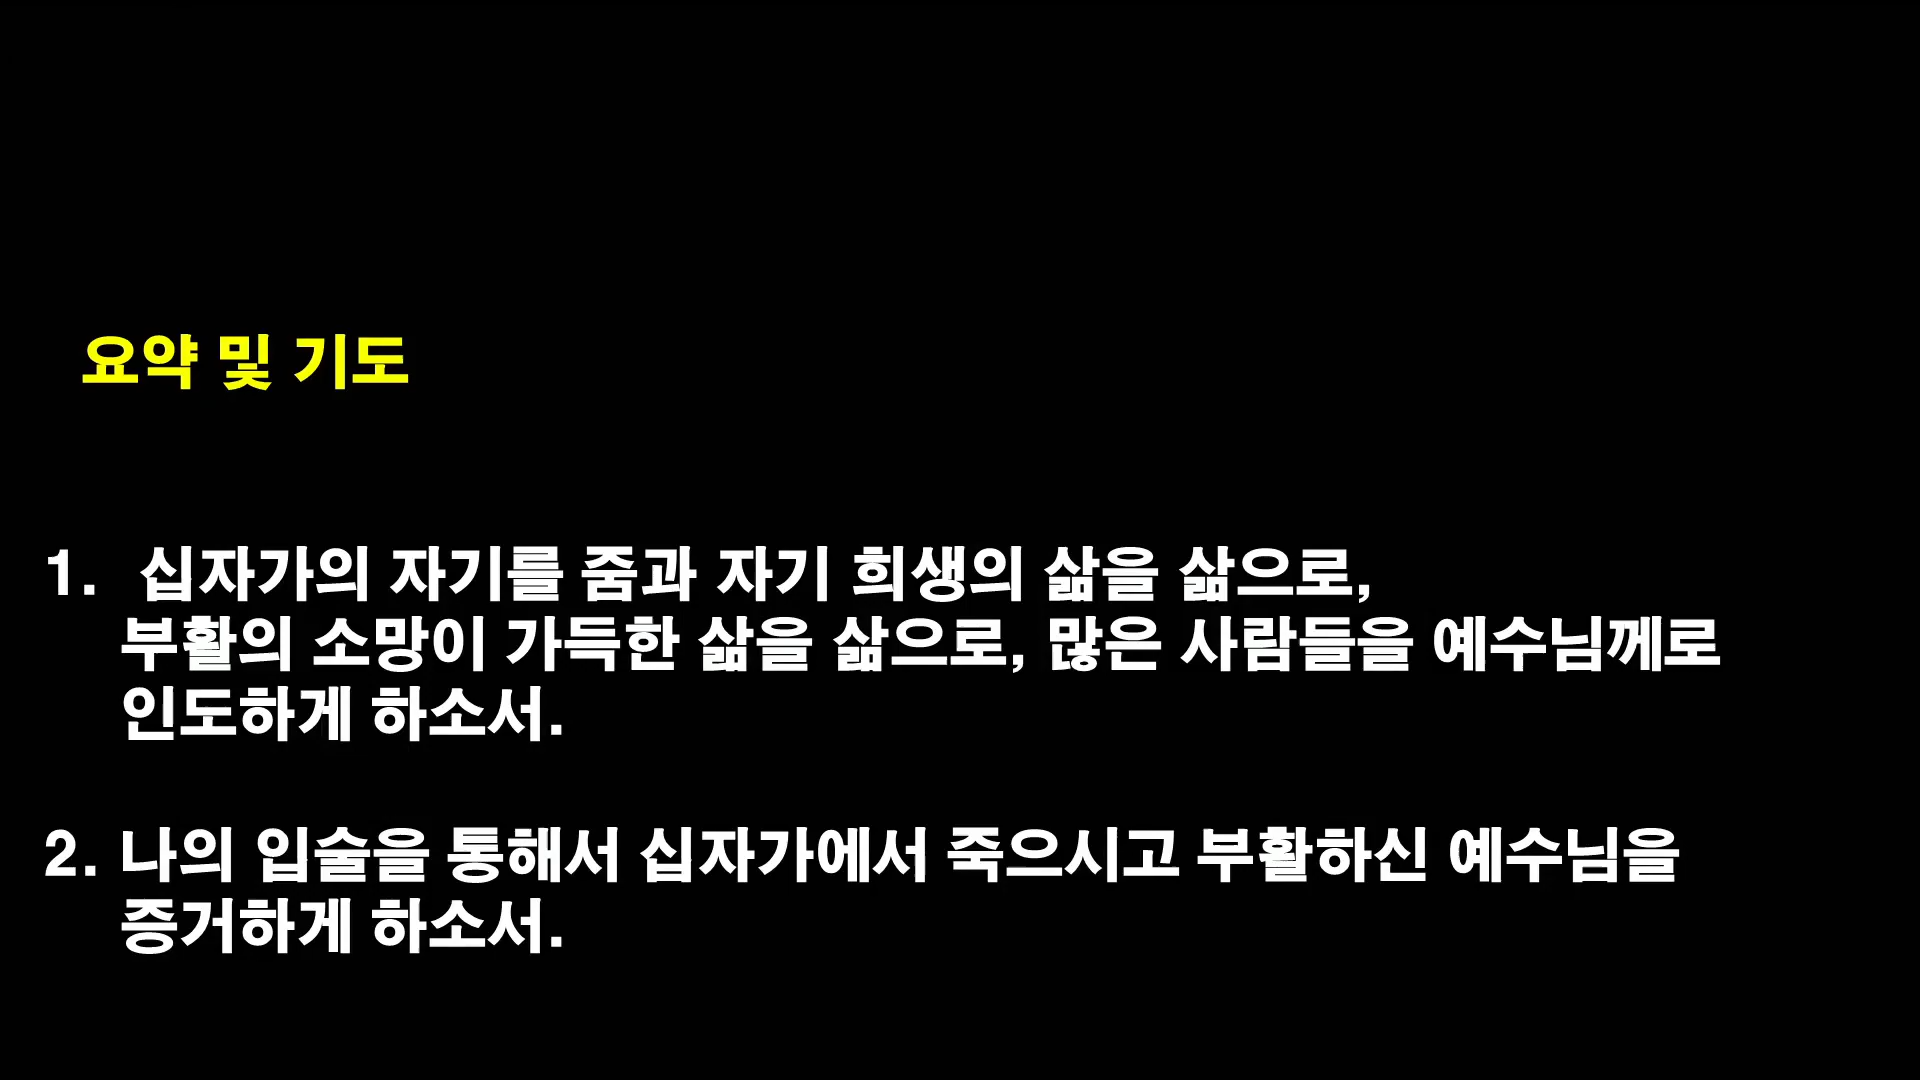 요약 및 기도
1. 십자가의 자기를 줌과 자기 희생의 삶을 삶으로,
부활의 소망이 가득한 삶을 삶으로, 많은 사람들을 예수님께로
인도하게 하소서.
2. 나의 입술을 통해서 십자가에서 죽으시고 부활하신 예수님을
증거하게 하소서.